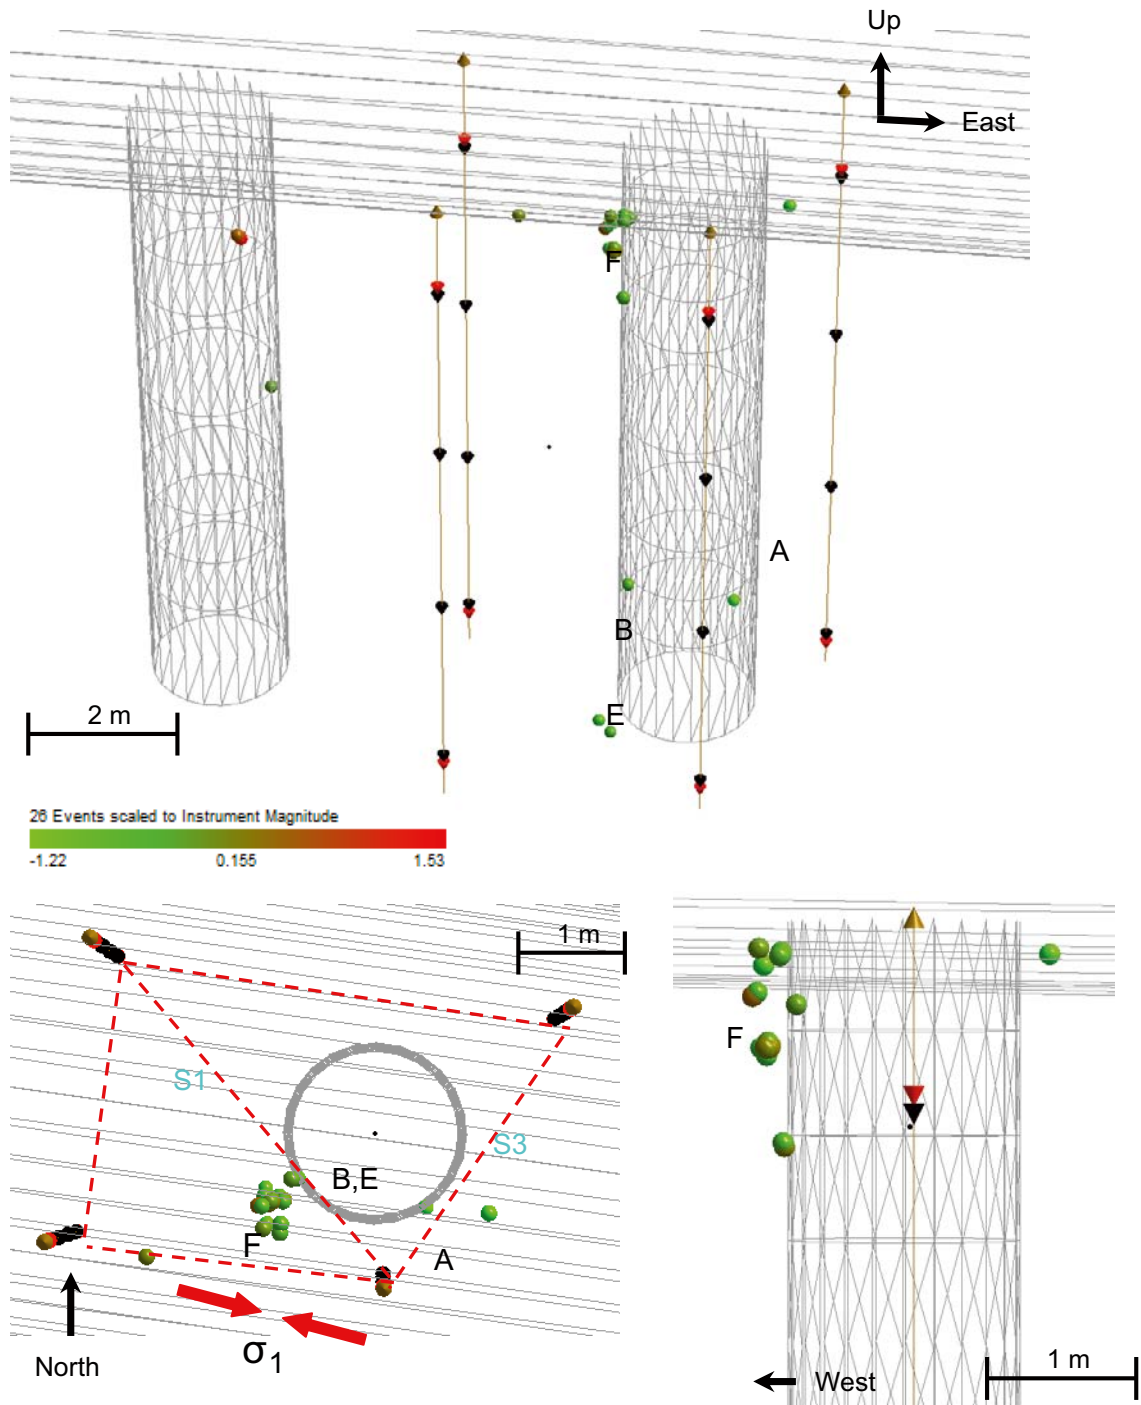 Up
East
F
A
B
E
2 m
26 Events scaled to Instrument Magnitude
-1.22 0.155 1.53
1 m
S1
S3
B,E
F
A
σ1
North
F
1 m
West